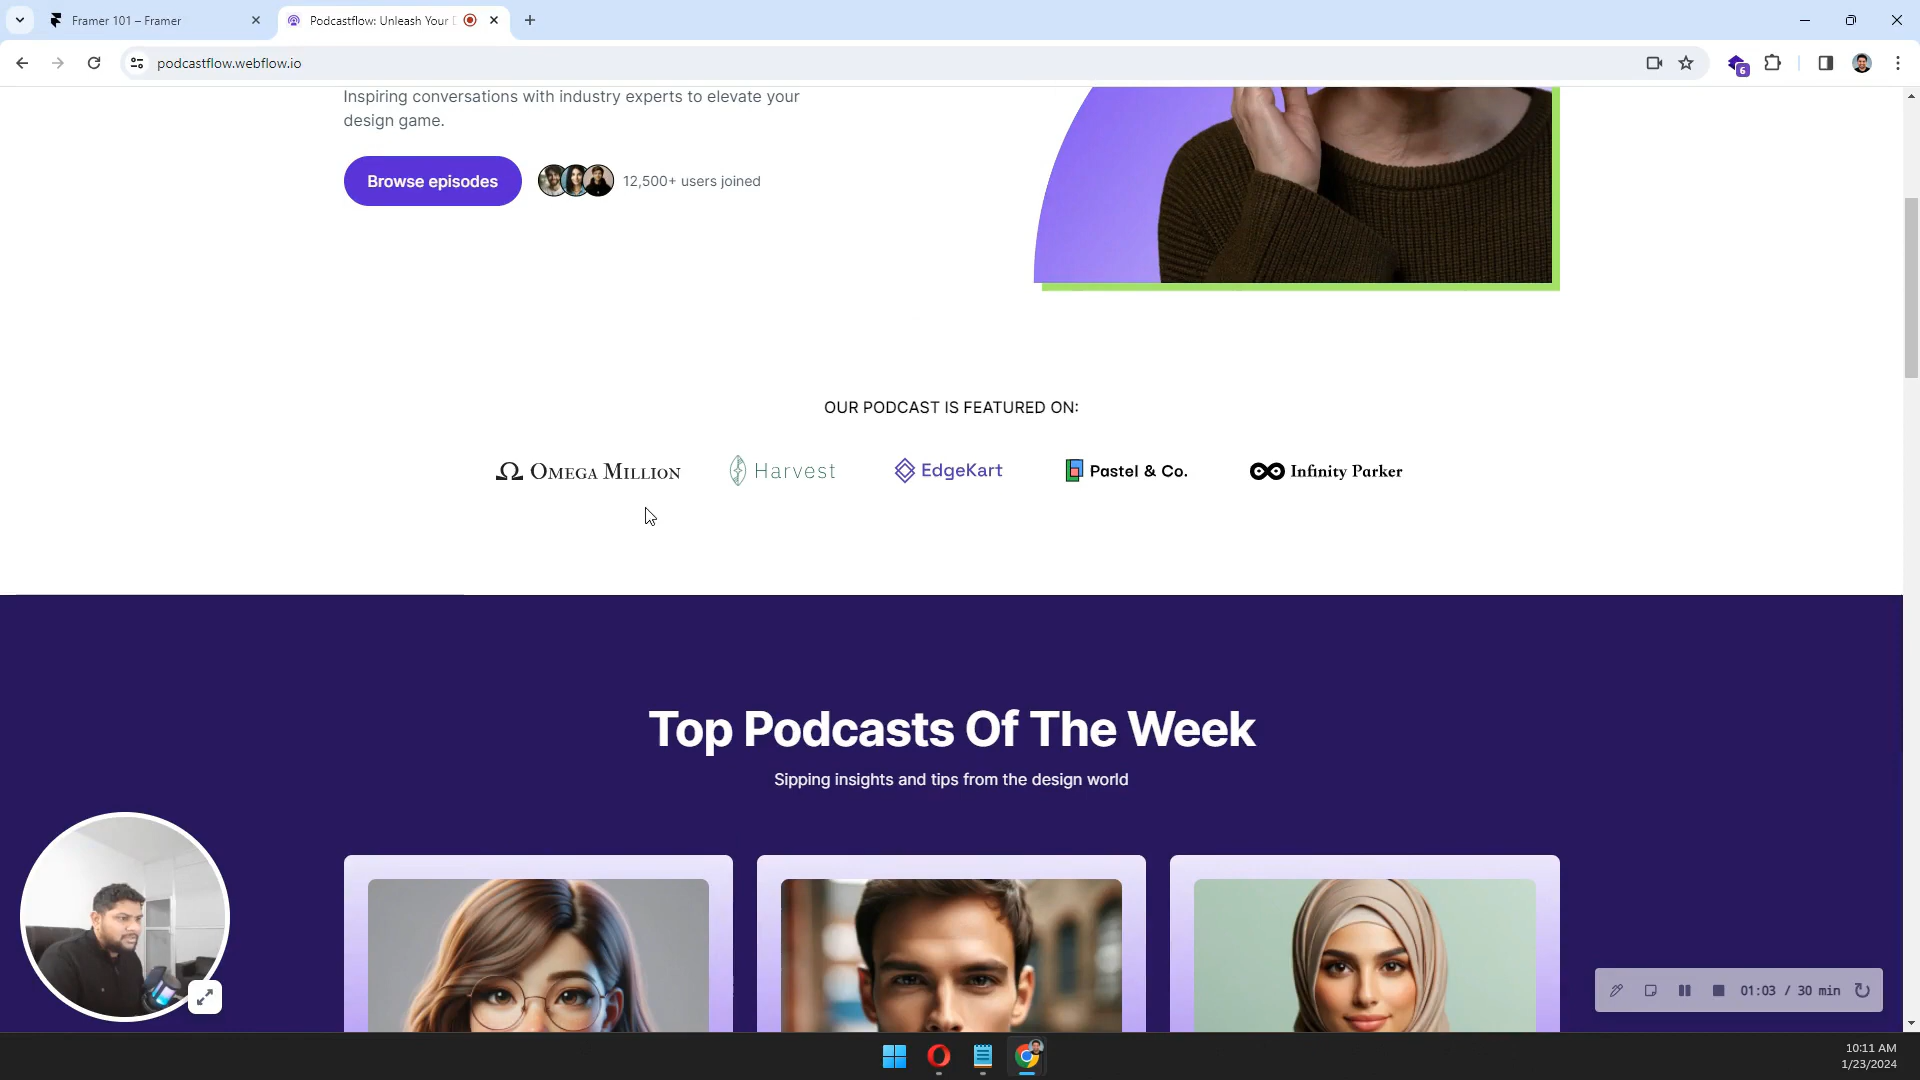 Framer 101 – Framer
Podcastflow: Unleash Your
podcastflow.webflow.io
6
Inspiring conversations with industry experts to elevate your
design game.
Browse episodes
12,500+ users joined
OUR PODCAST IS FEATURED ON:
Ω OMEGA MILLION
Harvest
EdgeKart
Pastel & Co.
Infinity Parker
Top Podcasts Of The Week
Sipping insights and tips from the design world
01:03 / 30 min
10:11 AM
1/23/2024